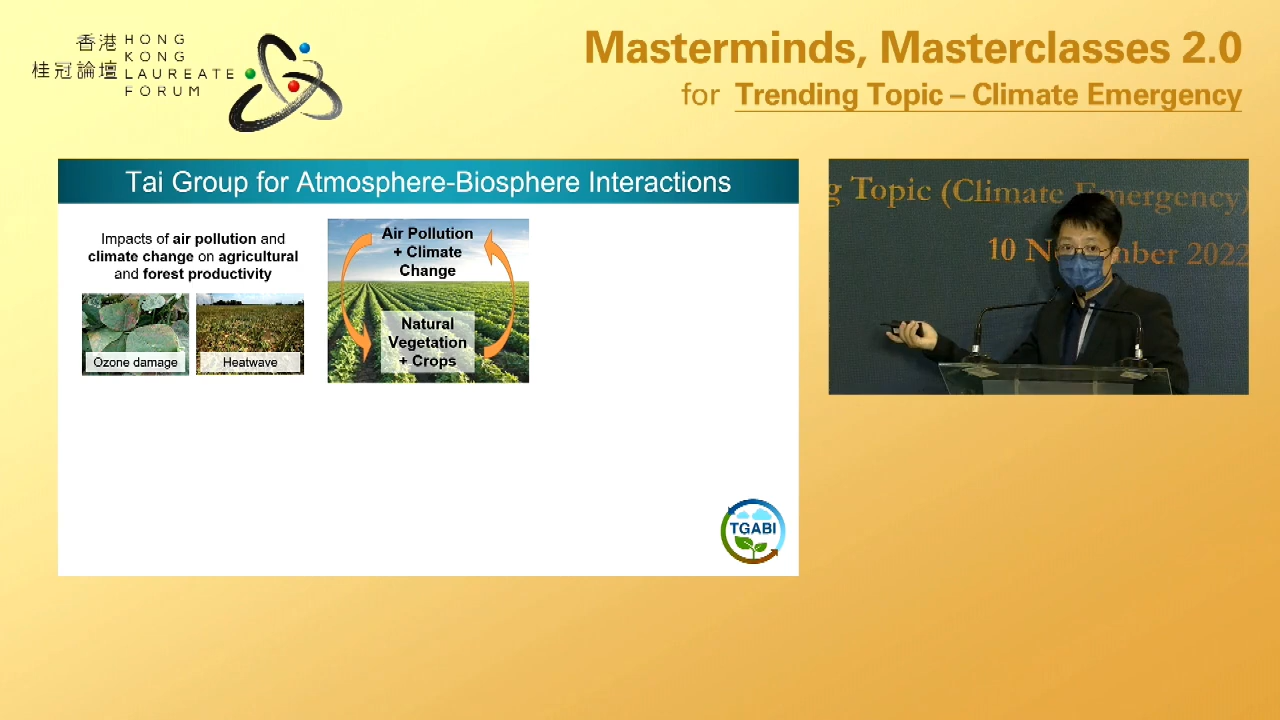 香港
桂冠論壇
HONG
KONG
LAUREATE
FORUM
Masterminds, Masterclasses 2.0
for Trending Topic – Climate Emergency
Tai Group for Atmosphere-Biosphere Interactions
Impacts of air pollution and
climate change on agricultural
and forest productivity
Ozone damage
Heatwave
Air Pollution
+ Climate
Change
Natural
Vegetation
+ Crops
TGABI
Topic (Climate Emergency)
10 November 2022